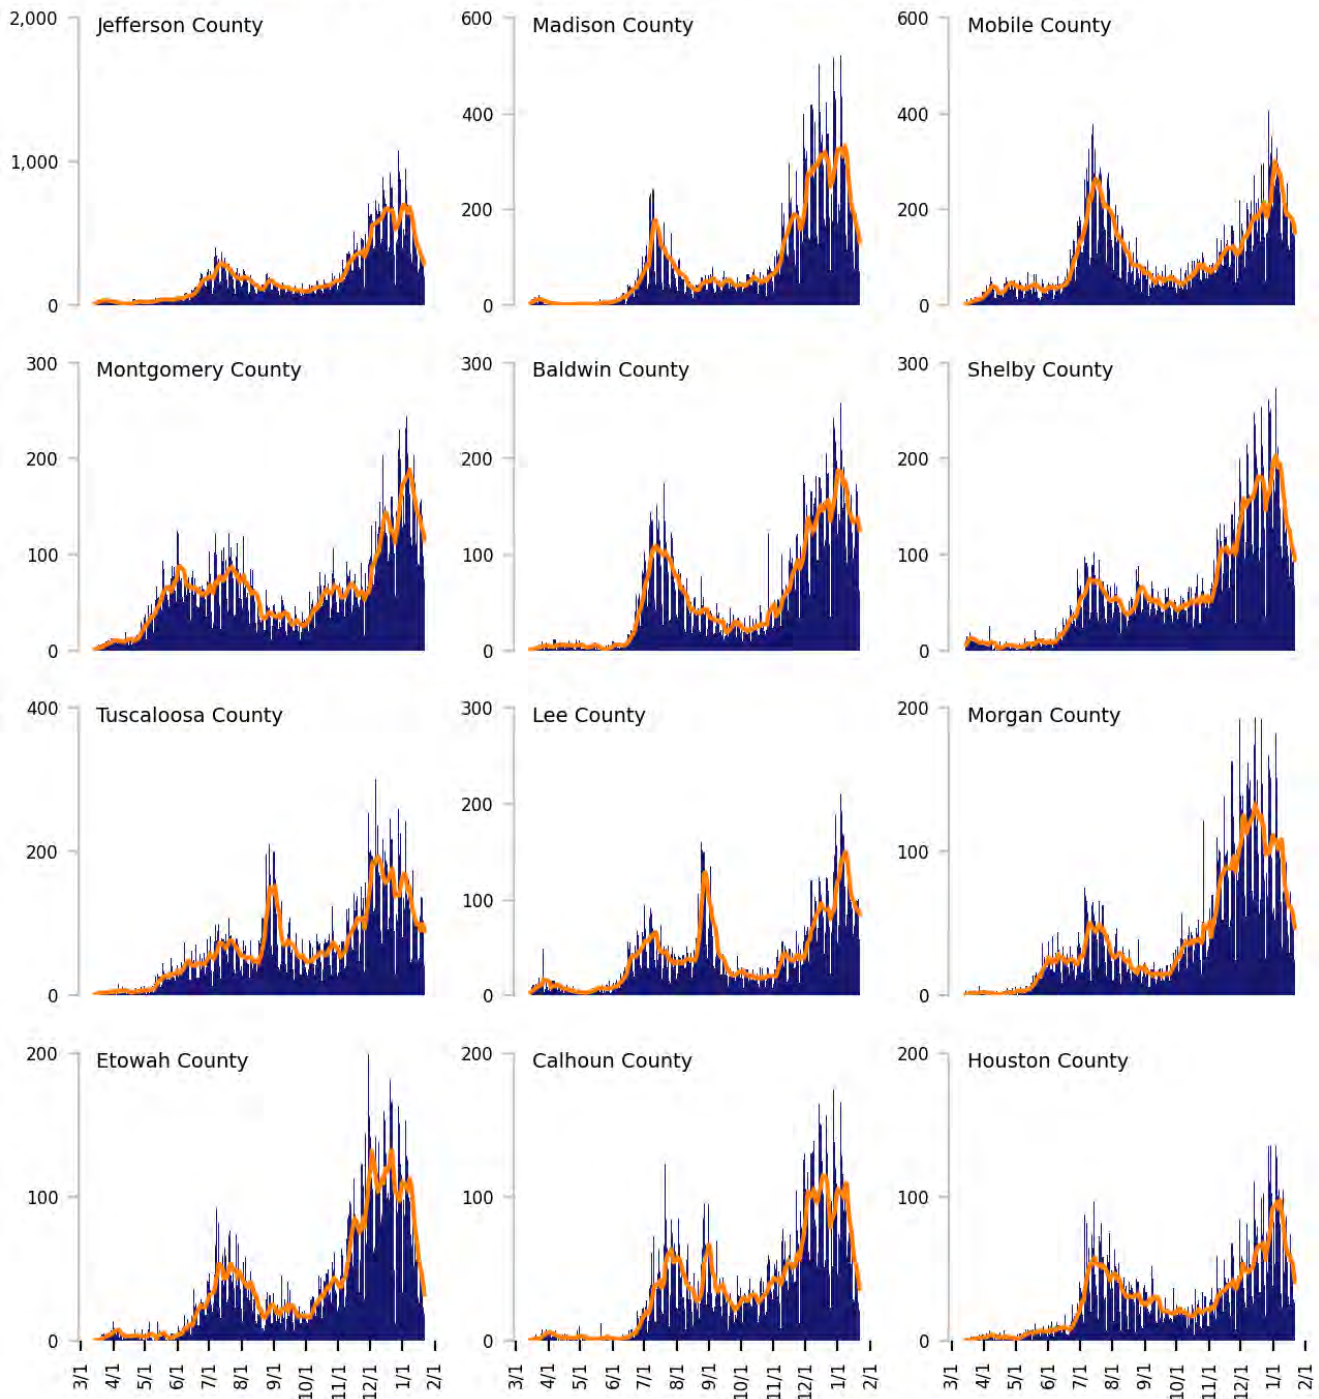 2,000
1,000
0
Jefferson County
600
400
200
0
Madison County
600
400
200
0
Mobile County
300
200
100
0
Montgomery County
300
200
100
0
Baldwin County
300
200
100
0
Shelby County
400
200
0
Tuscaloosa County
300
200
100
0
Lee County
200
100
0
Morgan County
200
100
0
Etowah County
200
100
0
Calhoun County
200
100
0
Houston County
3/1 4/1 5/1 6/1 7/1 8/1 9/1 10/1 11/1 12/1 1/1 2/1
3/1 4/1 5/1 6/1 7/1 8/1 9/1 10/1 11/1 12/1 1/1 2/1
3/1 4/1 5/1 6/1 7/1 8/1 9/1 10/1 11/1 12/1 1/1 2/1